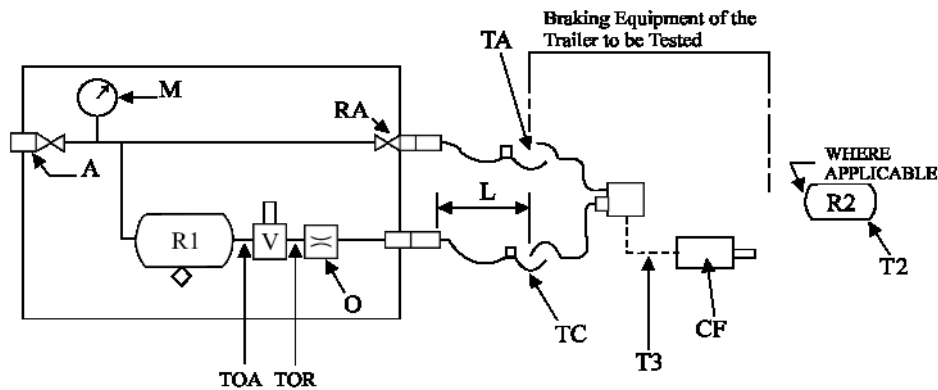 Braking Equipment of the
Trailer to be Tested
TA
M
RA
A
L
WHERE
APPLICABLE
R2
R1
V
O
T2
TC
T3
CF
TOA
TOR